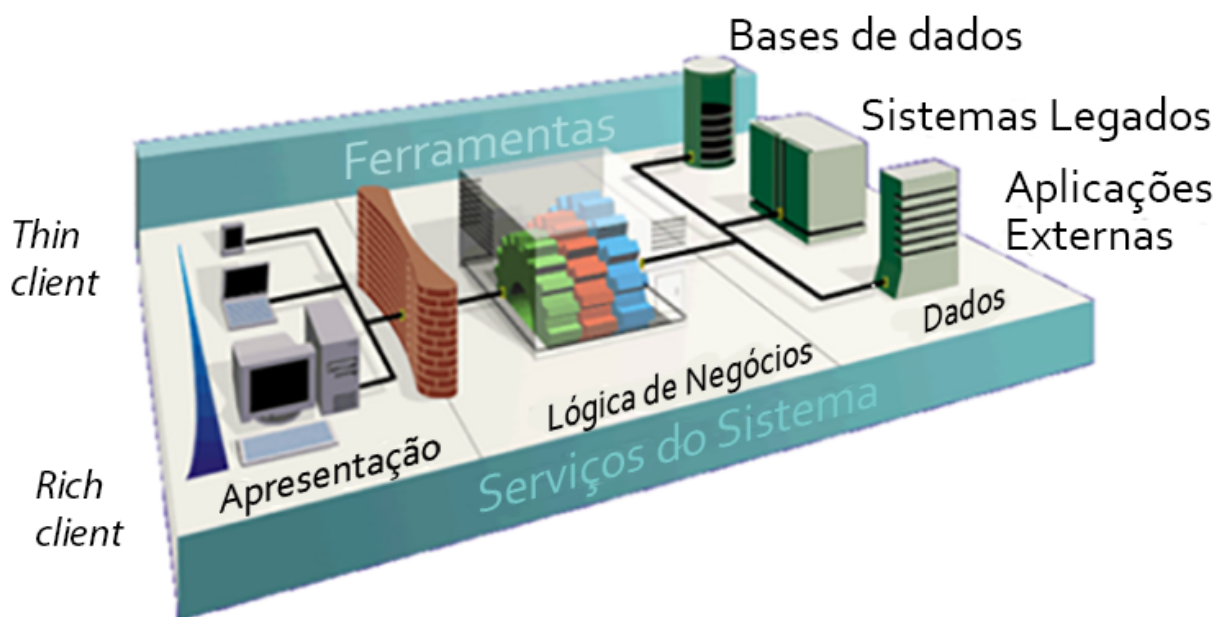 Bases de dados
Sistemas Legados
Aplicações
Externas
Ferramentas
Thin
client
Rich
client
Apresentação
Lógica de Negócios
Dados
Serviços do Sistema